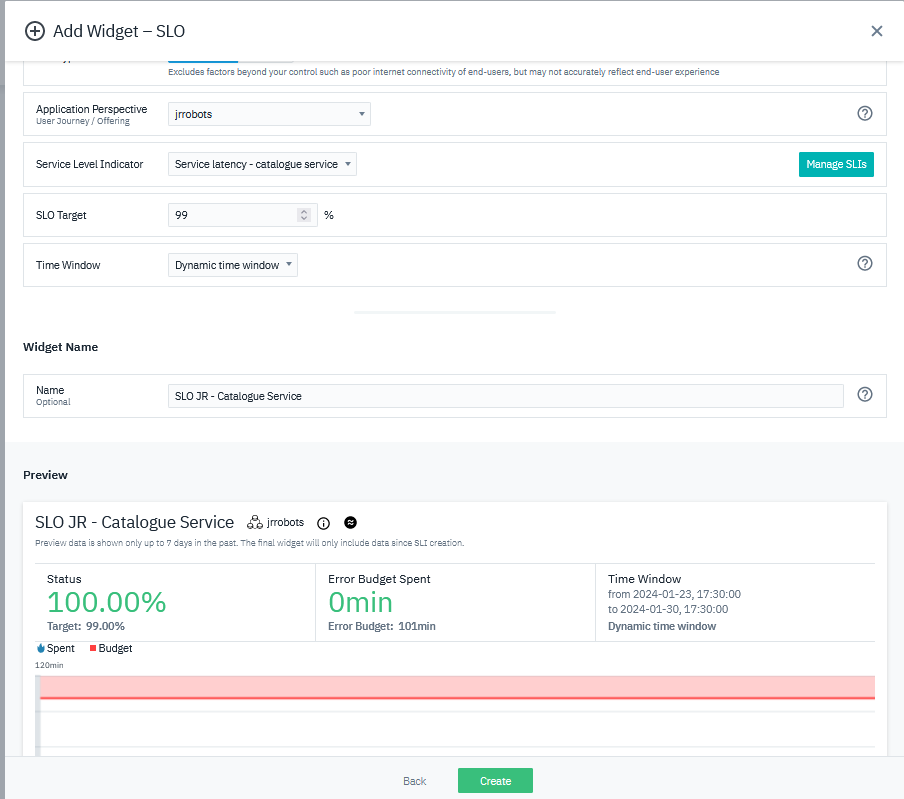 Add Widget – SLO
Excludes factors beyond your control such as poor internet connectivity of end-users, but may not accurately reflect end-user experience
Application Perspective
User Journey / Offering
jrrobots
Service Level Indicator
Service latency - catalogue service
Manage SLIs
SLO Target
99
%
Time Window
Dynamic time window
Widget Name
Name
Optional
SLO JR - Catalogue Service
Preview
SLO JR - Catalogue Service jrrobots
Preview data is shown only up to 7 days in the past. The final widget will only include data since SLI creation.
Status
100.00%
Target: 99.00%
Error Budget Spent
0min
Error Budget: 101min
Time Window
from 2024-01-23, 17:30:00
to 2024-01-30, 17:30:00
Dynamic time window
Spent Budget
120min
Back
Create